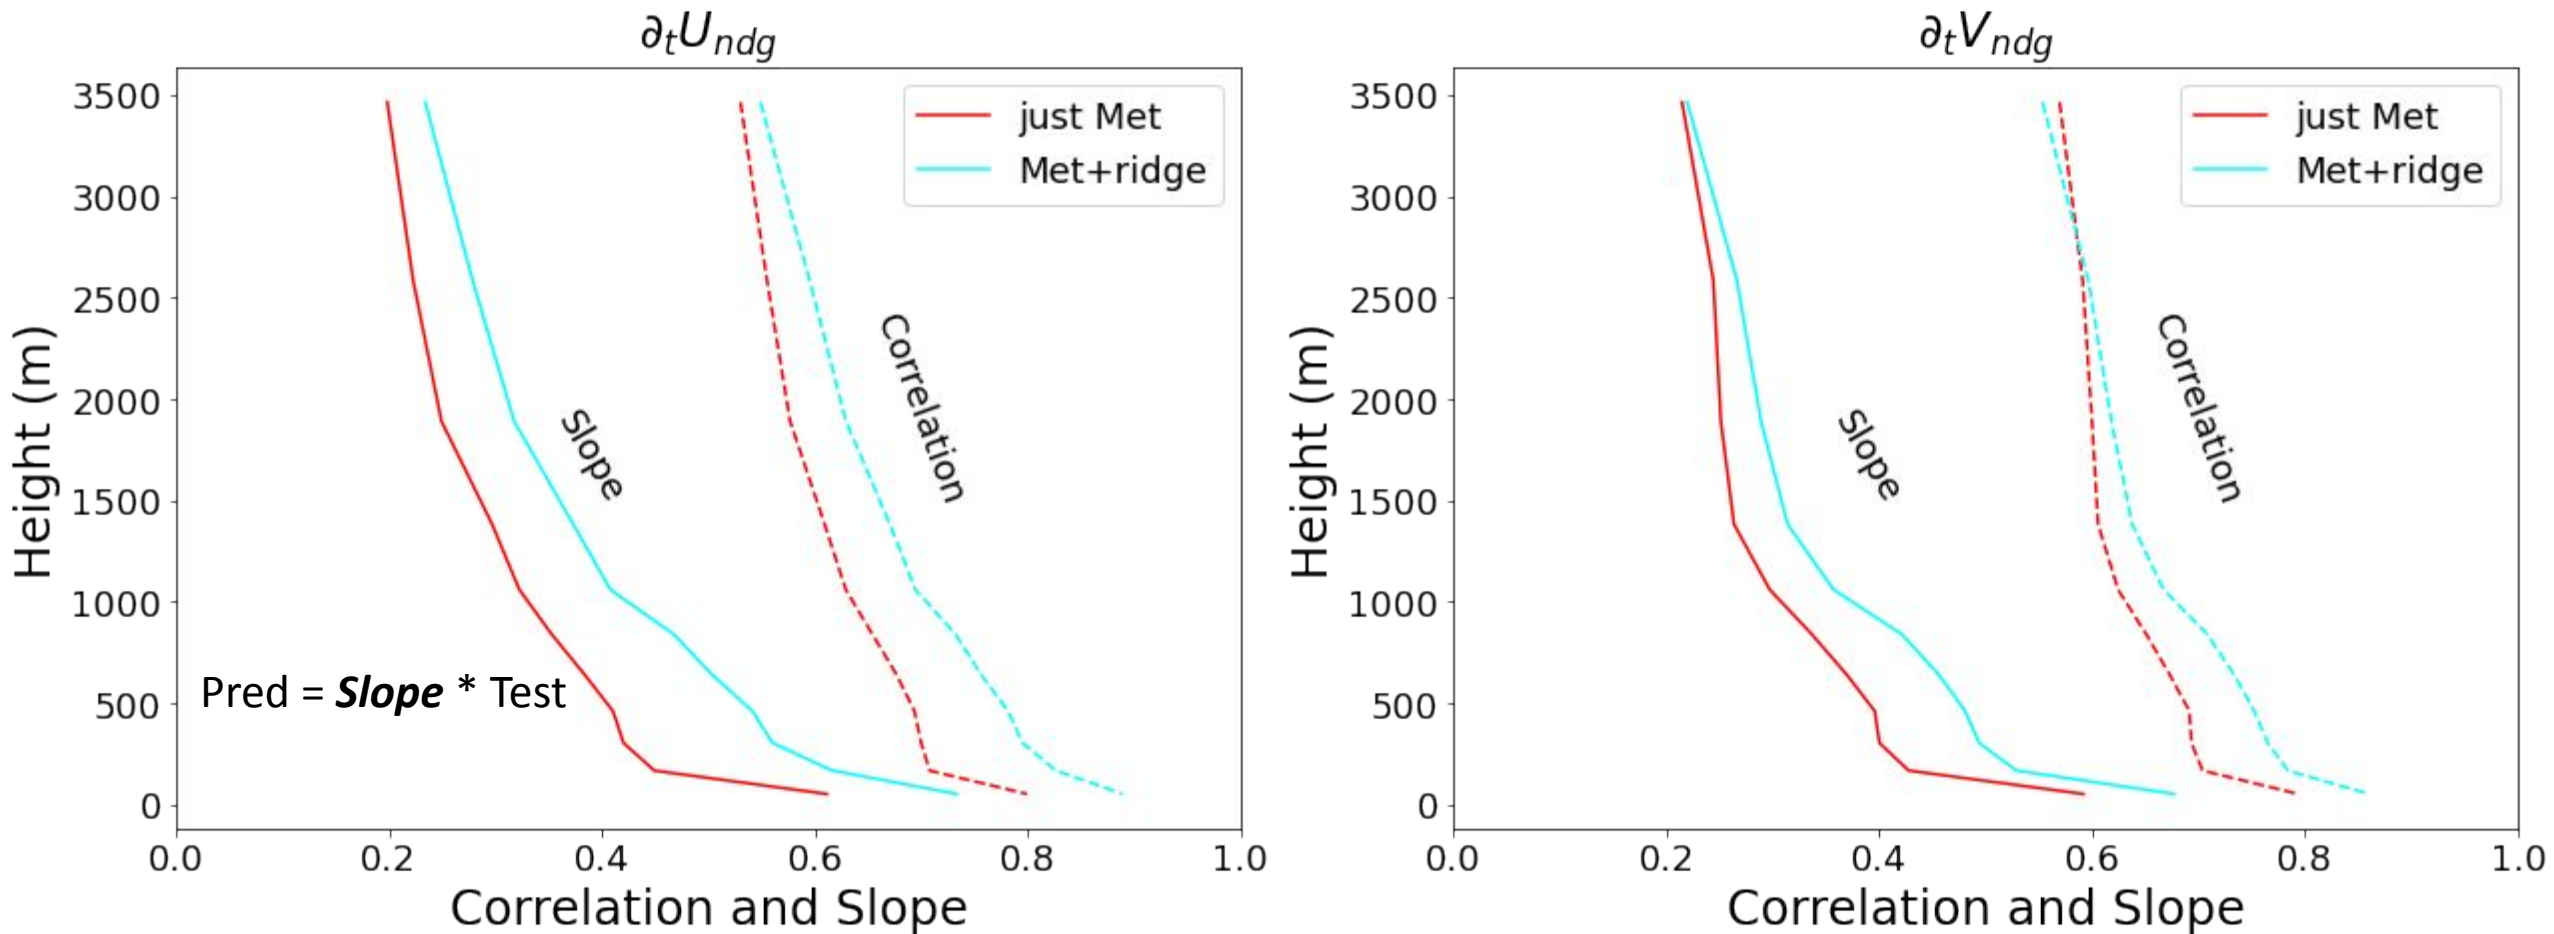 ∂tUndg
3500
3000
2500
2000
1500
1000
500
0
Height (m)
just Met
Met+ridge
Slope
Correlation
Pred = Slope * Test
0.0 0.2 0.4 0.6 0.8 1.0
Correlation and Slope
∂tVndg
3500
3000
2500
2000
1500
1000
500
0
Height (m)
just Met
Met+ridge
Slope
Correlation
0.0 0.2 0.4 0.6 0.8 1.0
Correlation and Slope